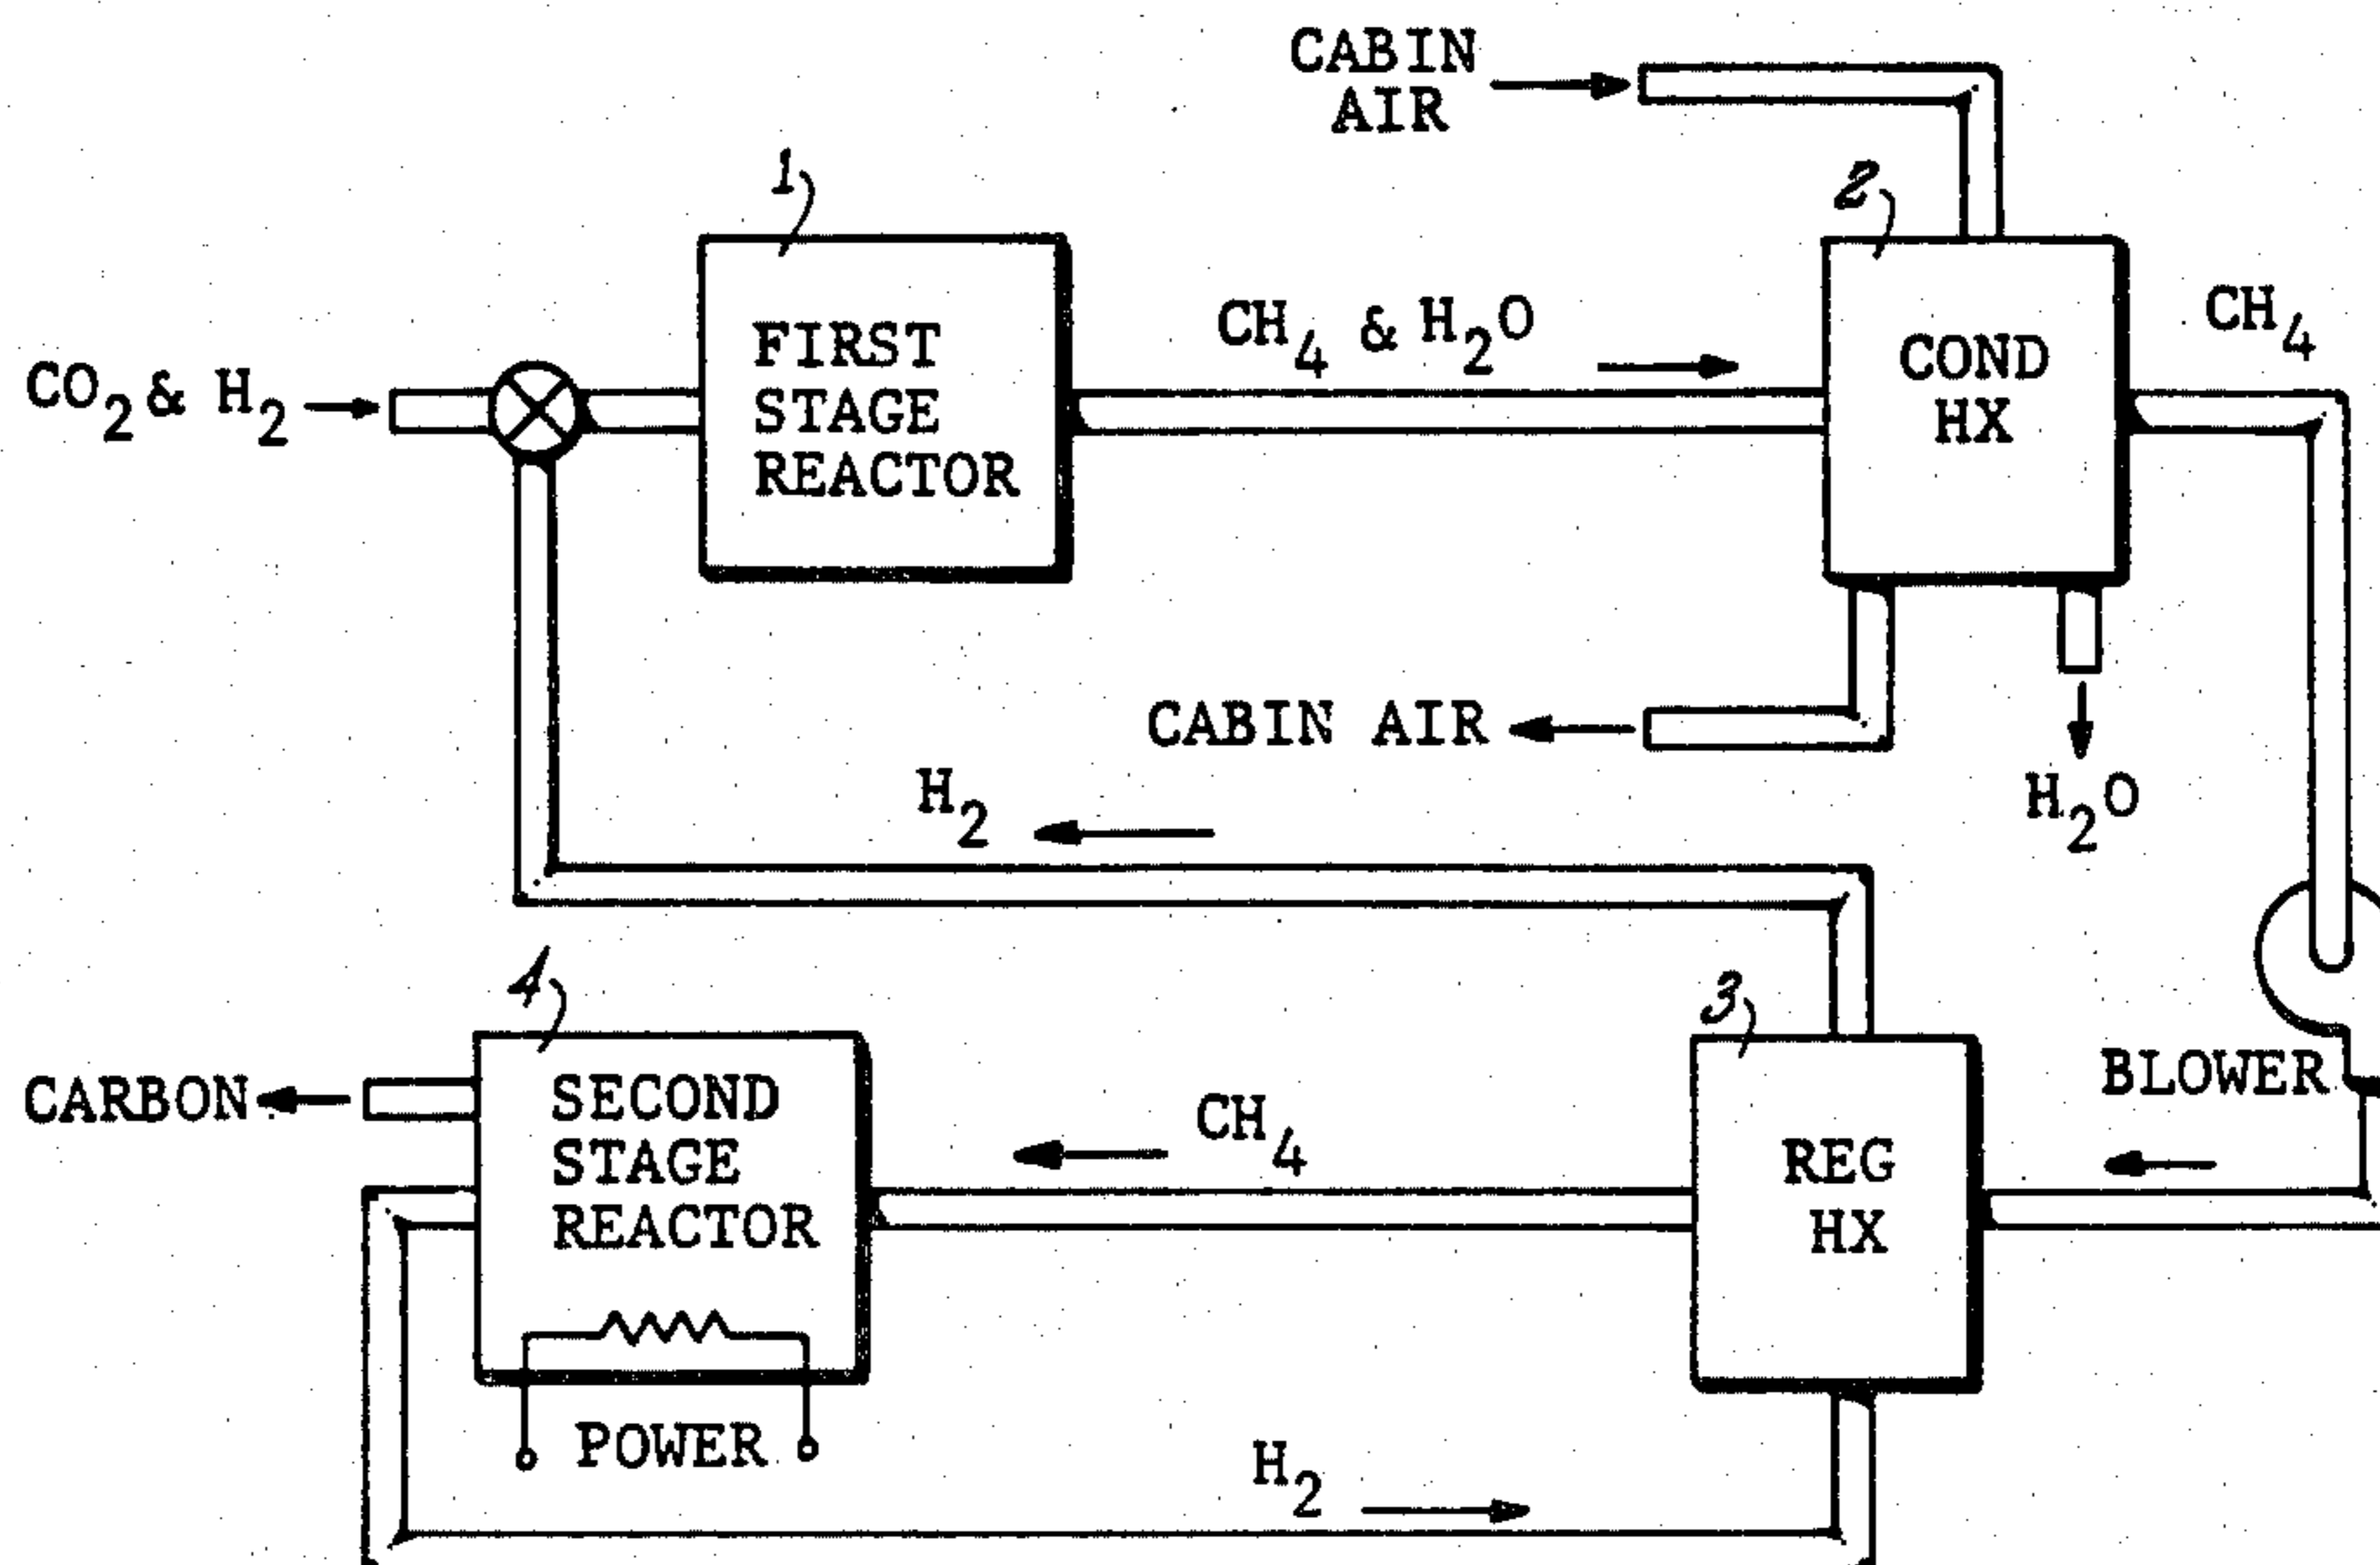 CABIN
AIR
1
2
FIRST
STAGE
REACTOR
CO2 & H2
CH4 & H2O
COND
HX
CH4
CABIN AIR
H2O
H2
4
3
CARBON
SECOND
STAGE
REACTOR
CH4
REG
HX
BLOWER
POWER
H2